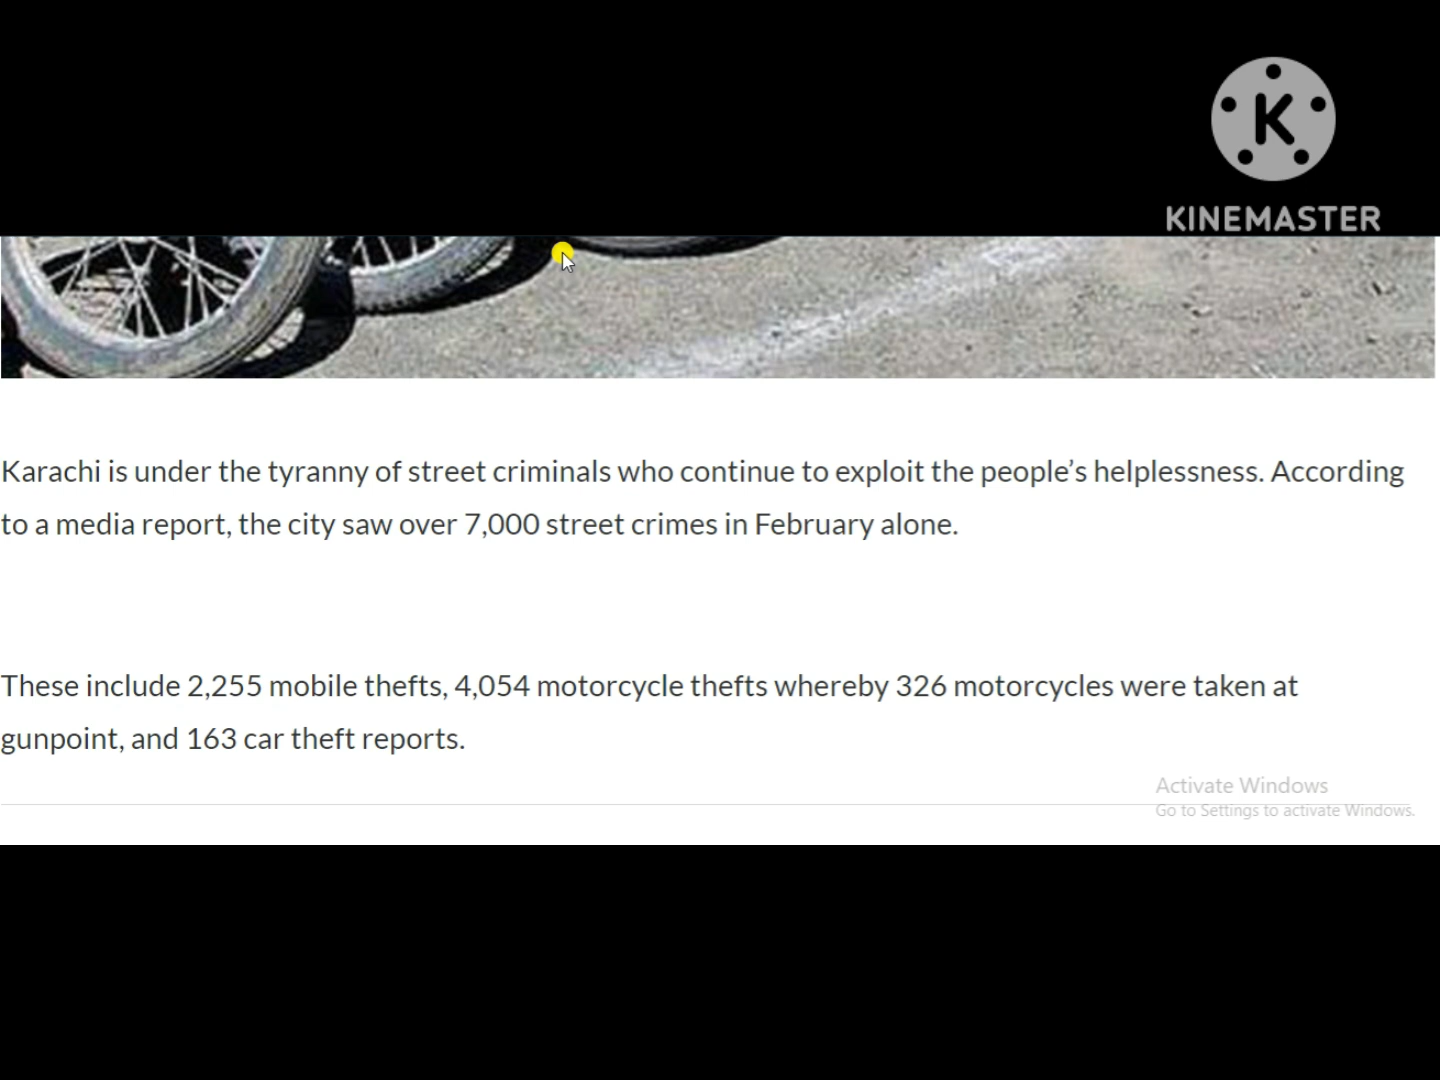 K
KINEMASTER
Karachi is under the tyranny of street criminals who continue to exploit the people’s helplessness. According
to a media report, the city saw over 7,000 street crimes in February alone.
These include 2,255 mobile thefts, 4,054 motorcycle thefts whereby 326 motorcycles were taken at
gunpoint, and 163 car theft reports.
Activate Windows
Go to Settings to activate Windows.